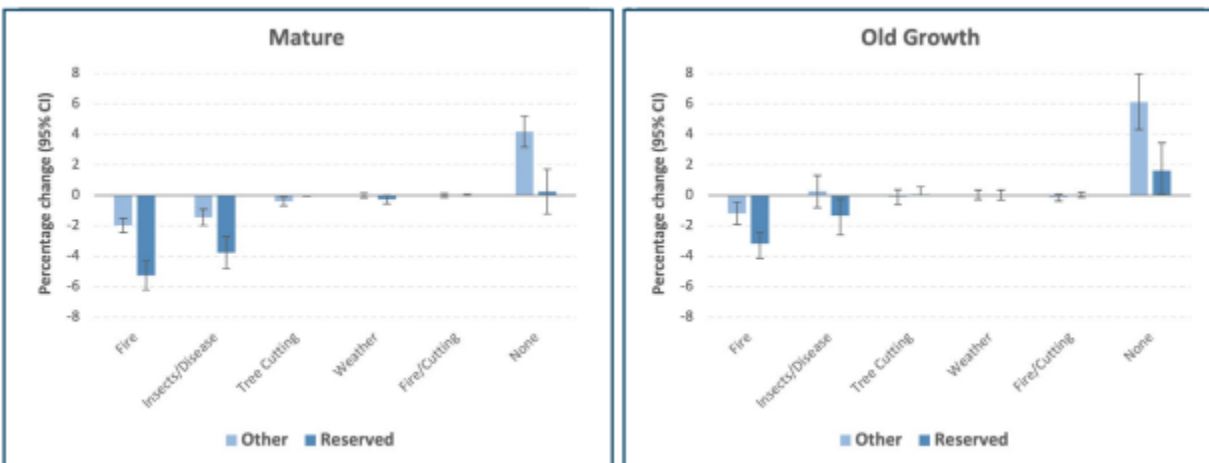 Mature
Percentage change (95% CI)
8
6
4
2
0
-2
-4
-6
-8
Fire
Insects/Disease
Tree Cutting
Weather
Fire/Cutting
None
Other Reserved
Old Growth
Percentage change (95% CI)
8
6
4
2
0
-2
-4
-6
-8
Fire
Insects/Disease
Tree Cutting
Weather
Fire/Cutting
None
Other Reserved